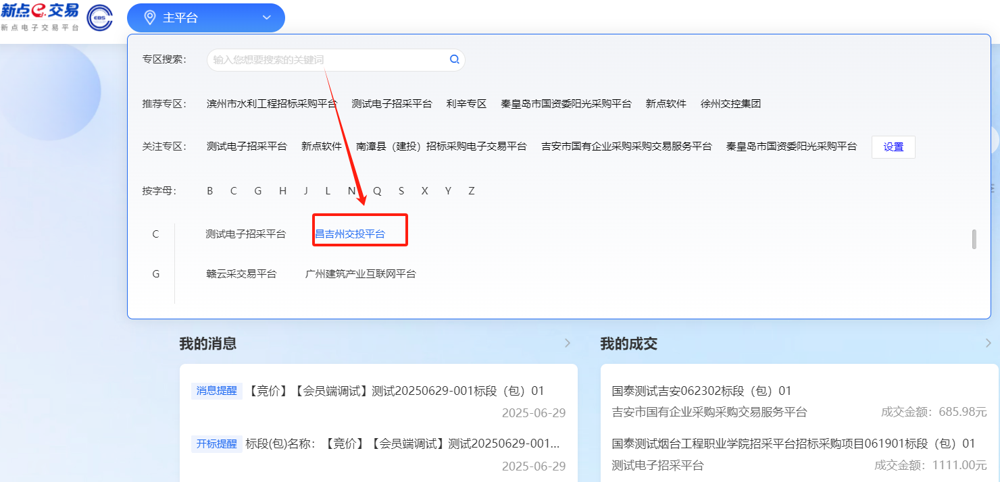 新点e交易
新点电子交易平台
EBS
主平台
专区搜索：
输入您想要搜索的关键词
推荐专区： 滨州市水利工程招标采购平台 测试电子招采平台 利辛专区 秦皇岛市国资委阳光采购平台 新点软件 徐州交控集团
关注专区： 测试电子招采平台 新点软件 南漳县（建投）招标采购电子交易平台 吉安市国有企业采购采购交易服务平台 秦皇岛市国资委阳光采购平台 设置
按字母： B C G H J L N Q S X Y Z
C 测试电子招采平台 昌吉州交投平台
G 赣云采交易平台 广州建筑产业互联网平台
我的消息
消息提醒 【竞价】【会员端调试】测试20250629-001标段（包）01
2025-06-29
开标提醒 标段(包)名称：【竞价】【会员端调试】测试20250629-001...
2025-06-29
我的成交
国泰测试吉安062302标段（包）01
吉安市国有企业采购采购交易服务平台 成交金额：685.98元
国泰测试烟台工程职业学院招采平台招标采购项目061901标段（包）01
测试电子招采平台 成交金额：1111.00元